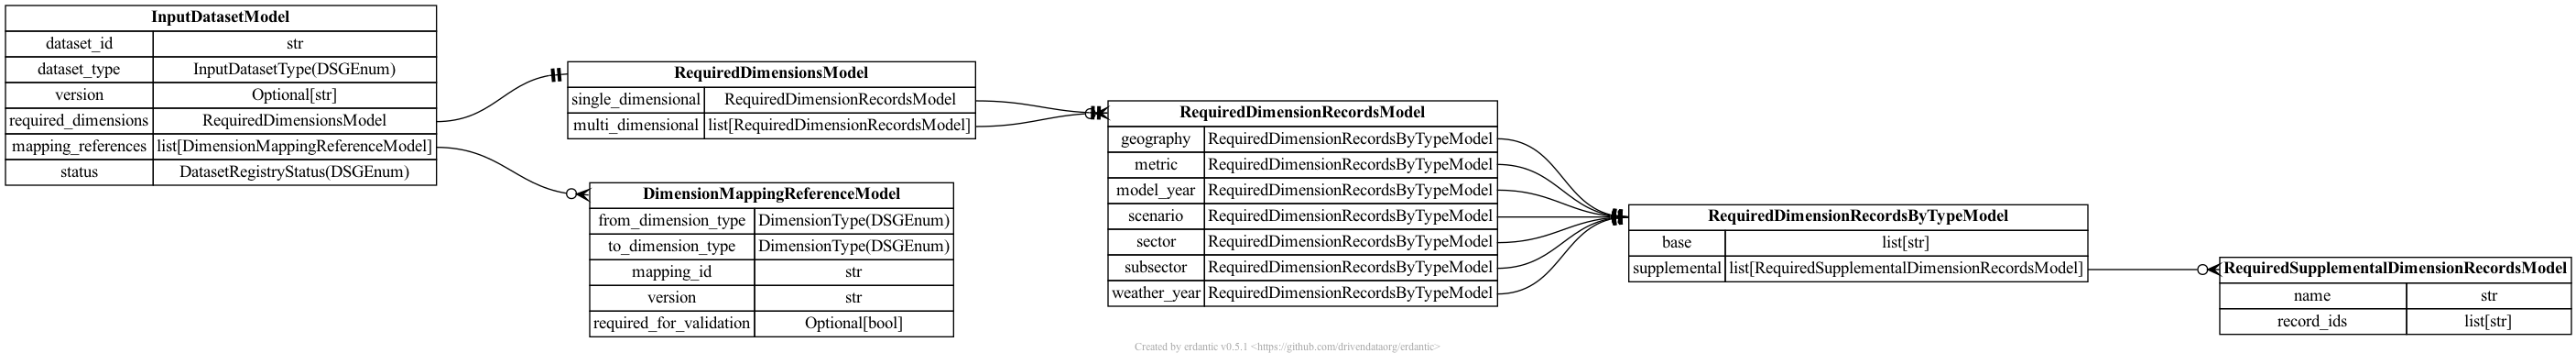 InputDatasetModel
dataset_id str
dataset_type InputDatasetType(DSGEnum)
version Optional[str]
required_dimensions RequiredDimensionsModel
mapping_references list[DimensionMappingReferenceModel]
status DatasetRegistryStatus(DSGEnum)
RequiredDimensionsModel
single_dimensional RequiredDimensionRecordsModel
multi_dimensional list[RequiredDimensionRecordsModel]
DimensionMappingReferenceModel
from_dimension_type DimensionType(DSGEnum)
to_dimension_type DimensionType(DSGEnum)
mapping_id str
version str
required_for_validation Optional[bool]
RequiredDimensionRecordsModel
geography RequiredDimensionRecordsByTypeModel
metric RequiredDimensionRecordsByTypeModel
model_year RequiredDimensionRecordsByTypeModel
scenario RequiredDimensionRecordsByTypeModel
sector RequiredDimensionRecordsByTypeModel
subsector RequiredDimensionRecordsByTypeModel
weather_year RequiredDimensionRecordsByTypeModel
RequiredDimensionRecordsByTypeModel
base list[str]
supplemental list[RequiredSupplementalDimensionRecordsModel]
RequiredSupplementalDimensionRecordsModel
name str
record_ids list[str]
Created by erdantic v0.5.1 <https://github.com/drivendataorg/erdantic>